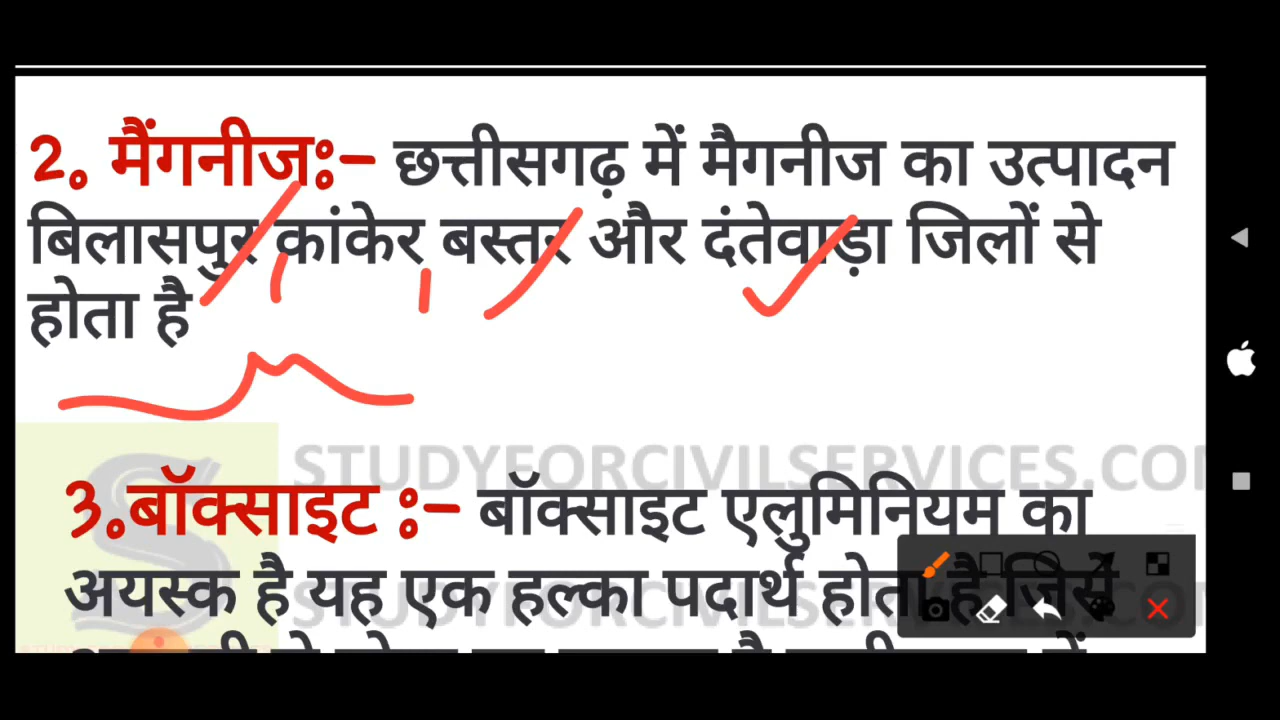 2. मैंगनीज:– छत्तीसगढ़ में मैगनीज का उत्पादन
बिलासपुर कांकेर बस्तर और दंतेवाड़ा जिलों से
होता है
STUDYFORCIVILSERVICES.COM
3.बॉक्साइट :– बॉक्साइट एलुमिनियम का
अयस्क है यह एक हल्का पदार्थ होता है जिसे